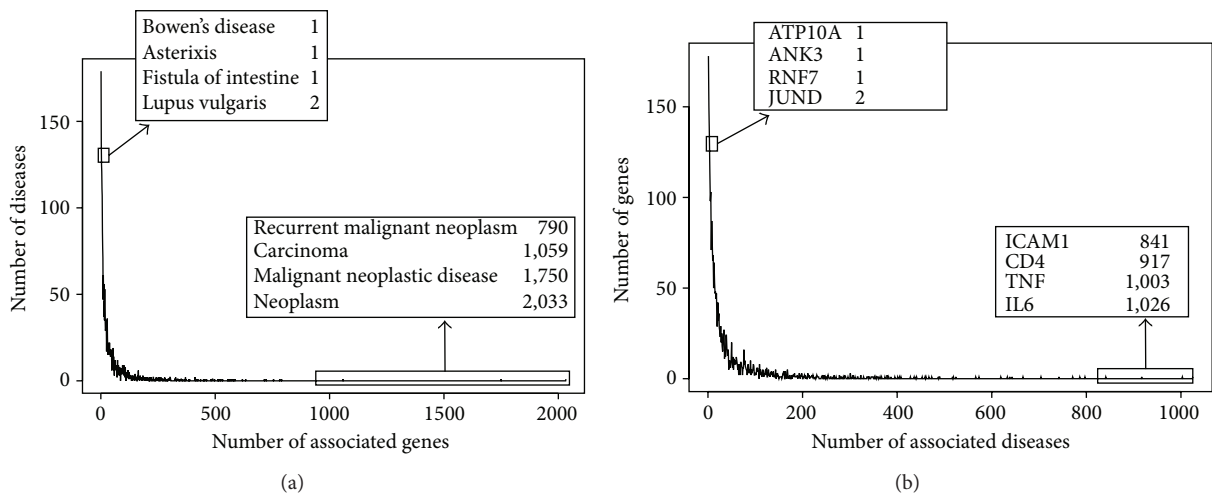 Bowen's disease 1
Asterixis 1
Fistula of intestine 1
Lupus vulgaris 2
Number of diseases
150
100
50
0
Recurrent malignant neoplasm 790
Carcinoma 1,059
Malignant neoplastic disease 1,750
Neoplasm 2,033
0 500 1000 1500 2000
Number of associated genes
(a)
ATP10A 1
ANK3 1
RNF7 1
JUND 2
Number of genes
150
100
50
0
ICAM1 841
CD4 917
TNF 1,003
IL6 1,026
0 200 400 600 800 1000
Number of associated diseases
(b)